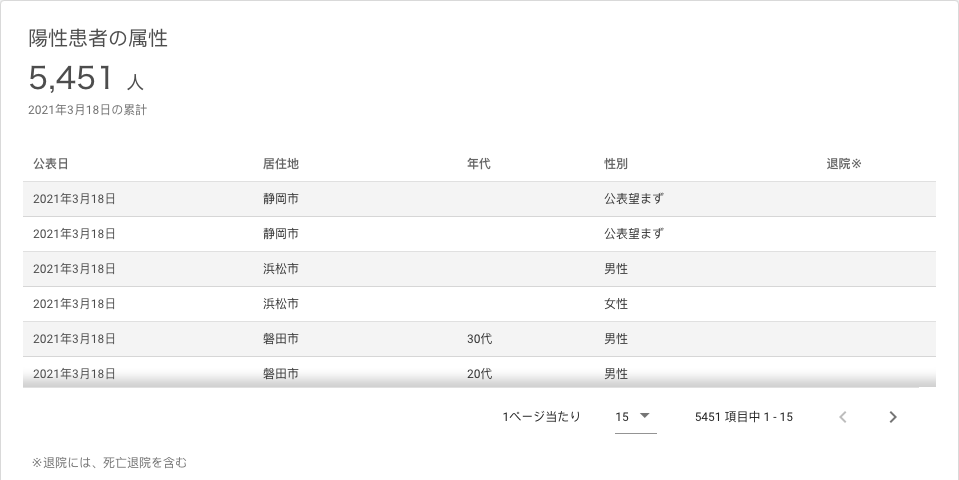 陽性患者の属性
5,451 人
2021年3月18日の累計
公表日 居住地 年代 性別 退院※
2021年3月18日 静岡市 公表望まず
2021年3月18日 静岡市 公表望まず
2021年3月18日 浜松市 男性
2021年3月18日 浜松市 女性
2021年3月18日 磐田市 30代 男性
2021年3月18日 磐田市 20代 男性
1ページ当たり 15 5451 項目中 1 - 15
※退院には、死亡退院を含む